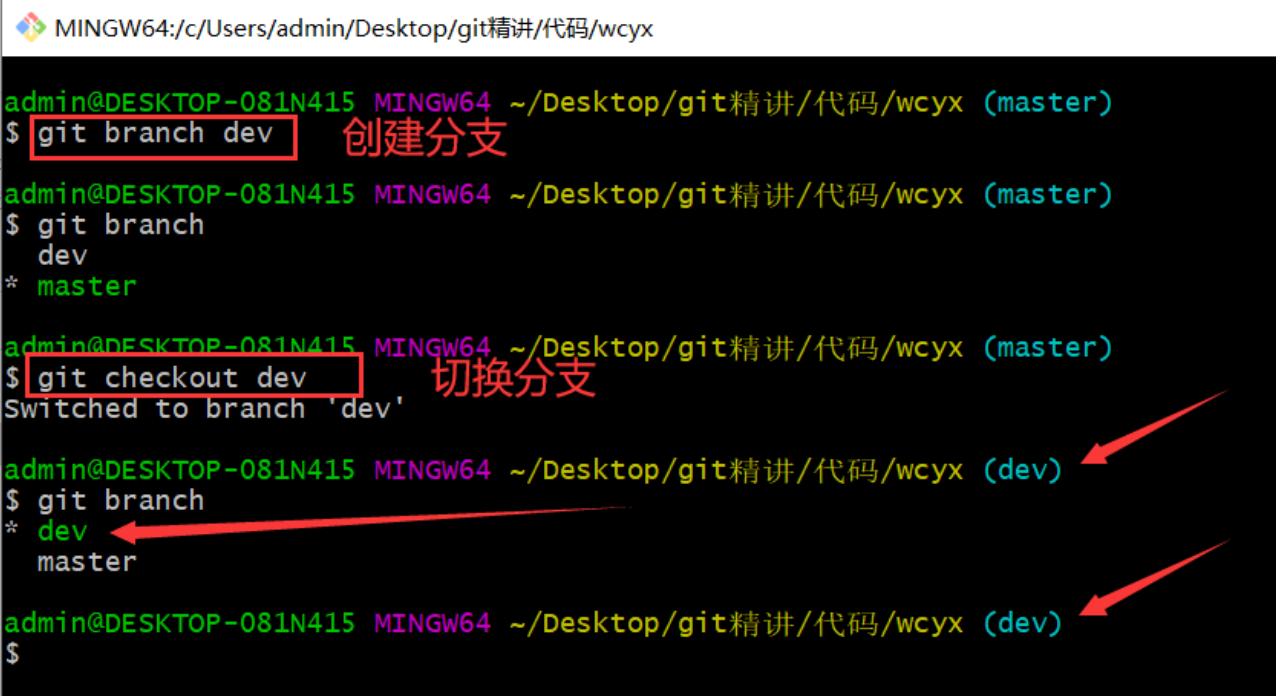 MINGW64:/c/Users/admin/Desktop/git精讲/代码/wcyx
admin@DESKTOP-O81N415 MINGW64 ~/Desktop/git精讲/代码/wcyx (master)
$ git branch dev 创建分支
admin@DESKTOP-O81N415 MINGW64 ~/Desktop/git精讲/代码/wcyx (master)
$ git branch
dev
* master
admin@DESKTOP-O81N415 MINGW64 ~/Desktop/git精讲/代码/wcyx (master)
$ git checkout dev 切换分支
Switched to branch 'dev'
admin@DESKTOP-O81N415 MINGW64 ~/Desktop/git精讲/代码/wcyx (dev)
$ git branch
* dev
master
admin@DESKTOP-O81N415 MINGW64 ~/Desktop/git精讲/代码/wcyx (dev)
$